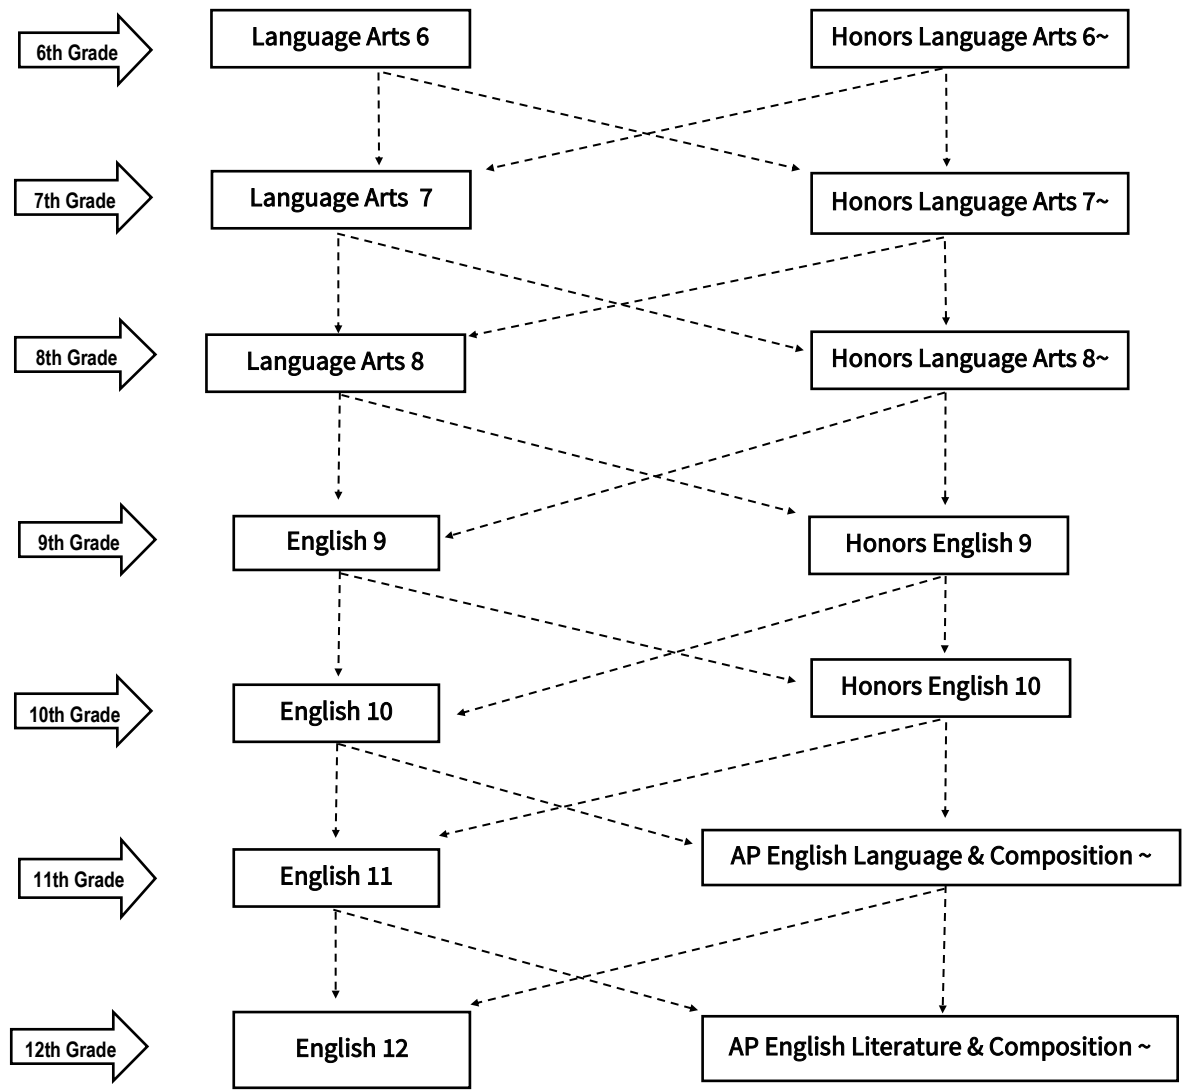 6th Grade
Language Arts 6
Honors Language Arts 6~
7th Grade
Language Arts  7
Honors Language Arts 7~
8th Grade
Language Arts 8
Honors Language Arts 8~
9th Grade
English 9
Honors English 9
10th Grade
English 10
Honors English 10
11th Grade
English 11
AP English Language & Composition ~
12th Grade
English 12
AP English Literature & Composition ~